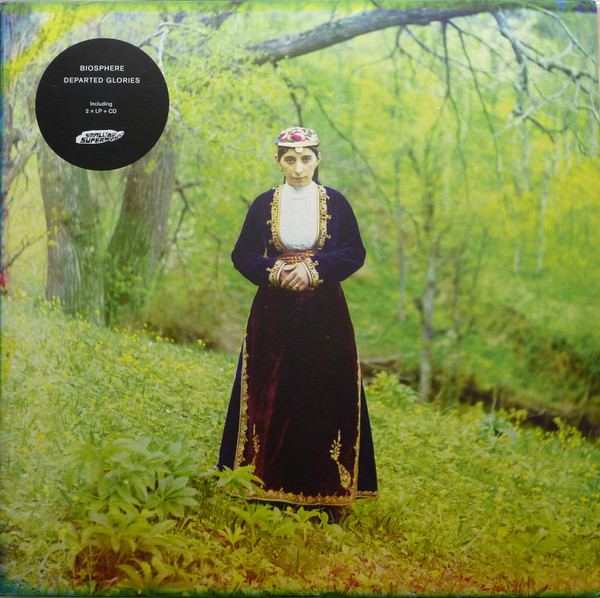 BIOSPHERE
DEPARTED GLORIES
Including
2 × LP + CD
SMALLTOWN
SUPERSOUND